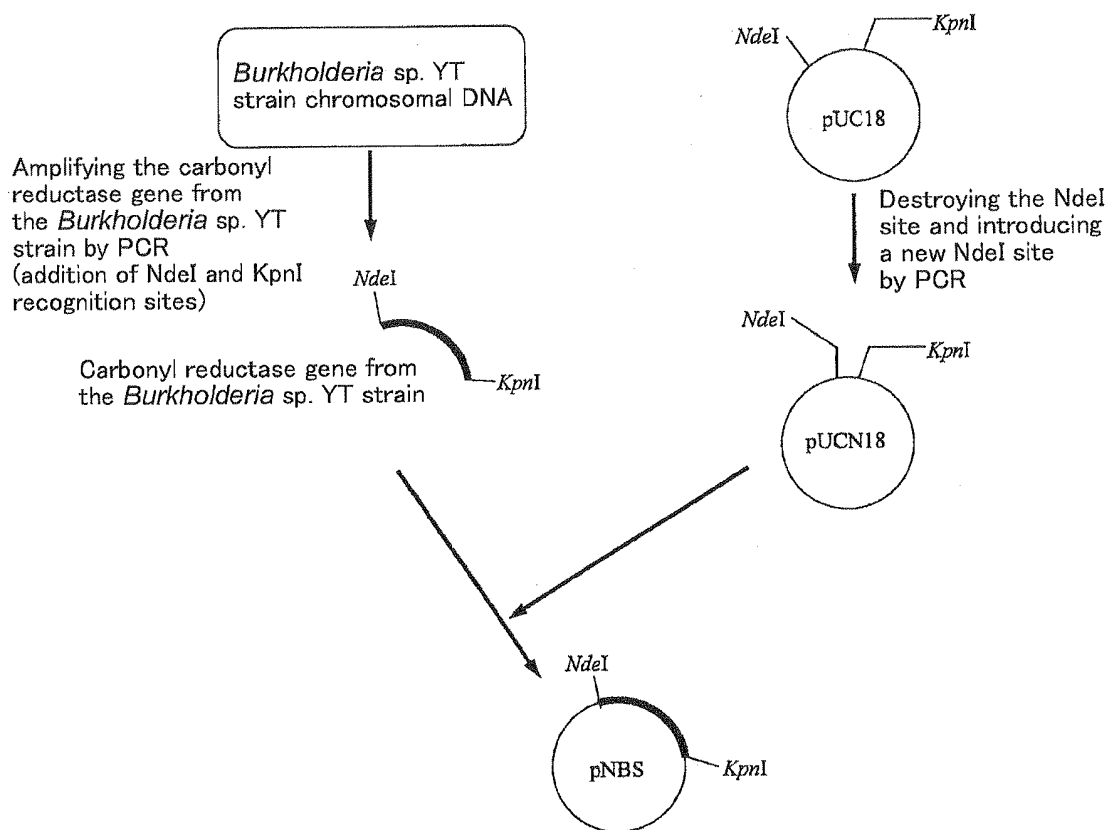 Burkholderia sp. YT
strain chromosomal DNA
NdeI
KpnI
pUC18
Amplifying the carbonyl
reductase gene from
the Burkholderia sp. YT
strain by PCR
(addition of NdeI and KpnI
recognition sites)
Destroying the NdeI
site and introducing
a new NdeI site
by PCR
NdeI
KpnI
Carbonyl reductase gene from
the Burkholderia sp. YT strain
NdeI
KpnI
pUCN18
NdeI
pNBS
KpnI